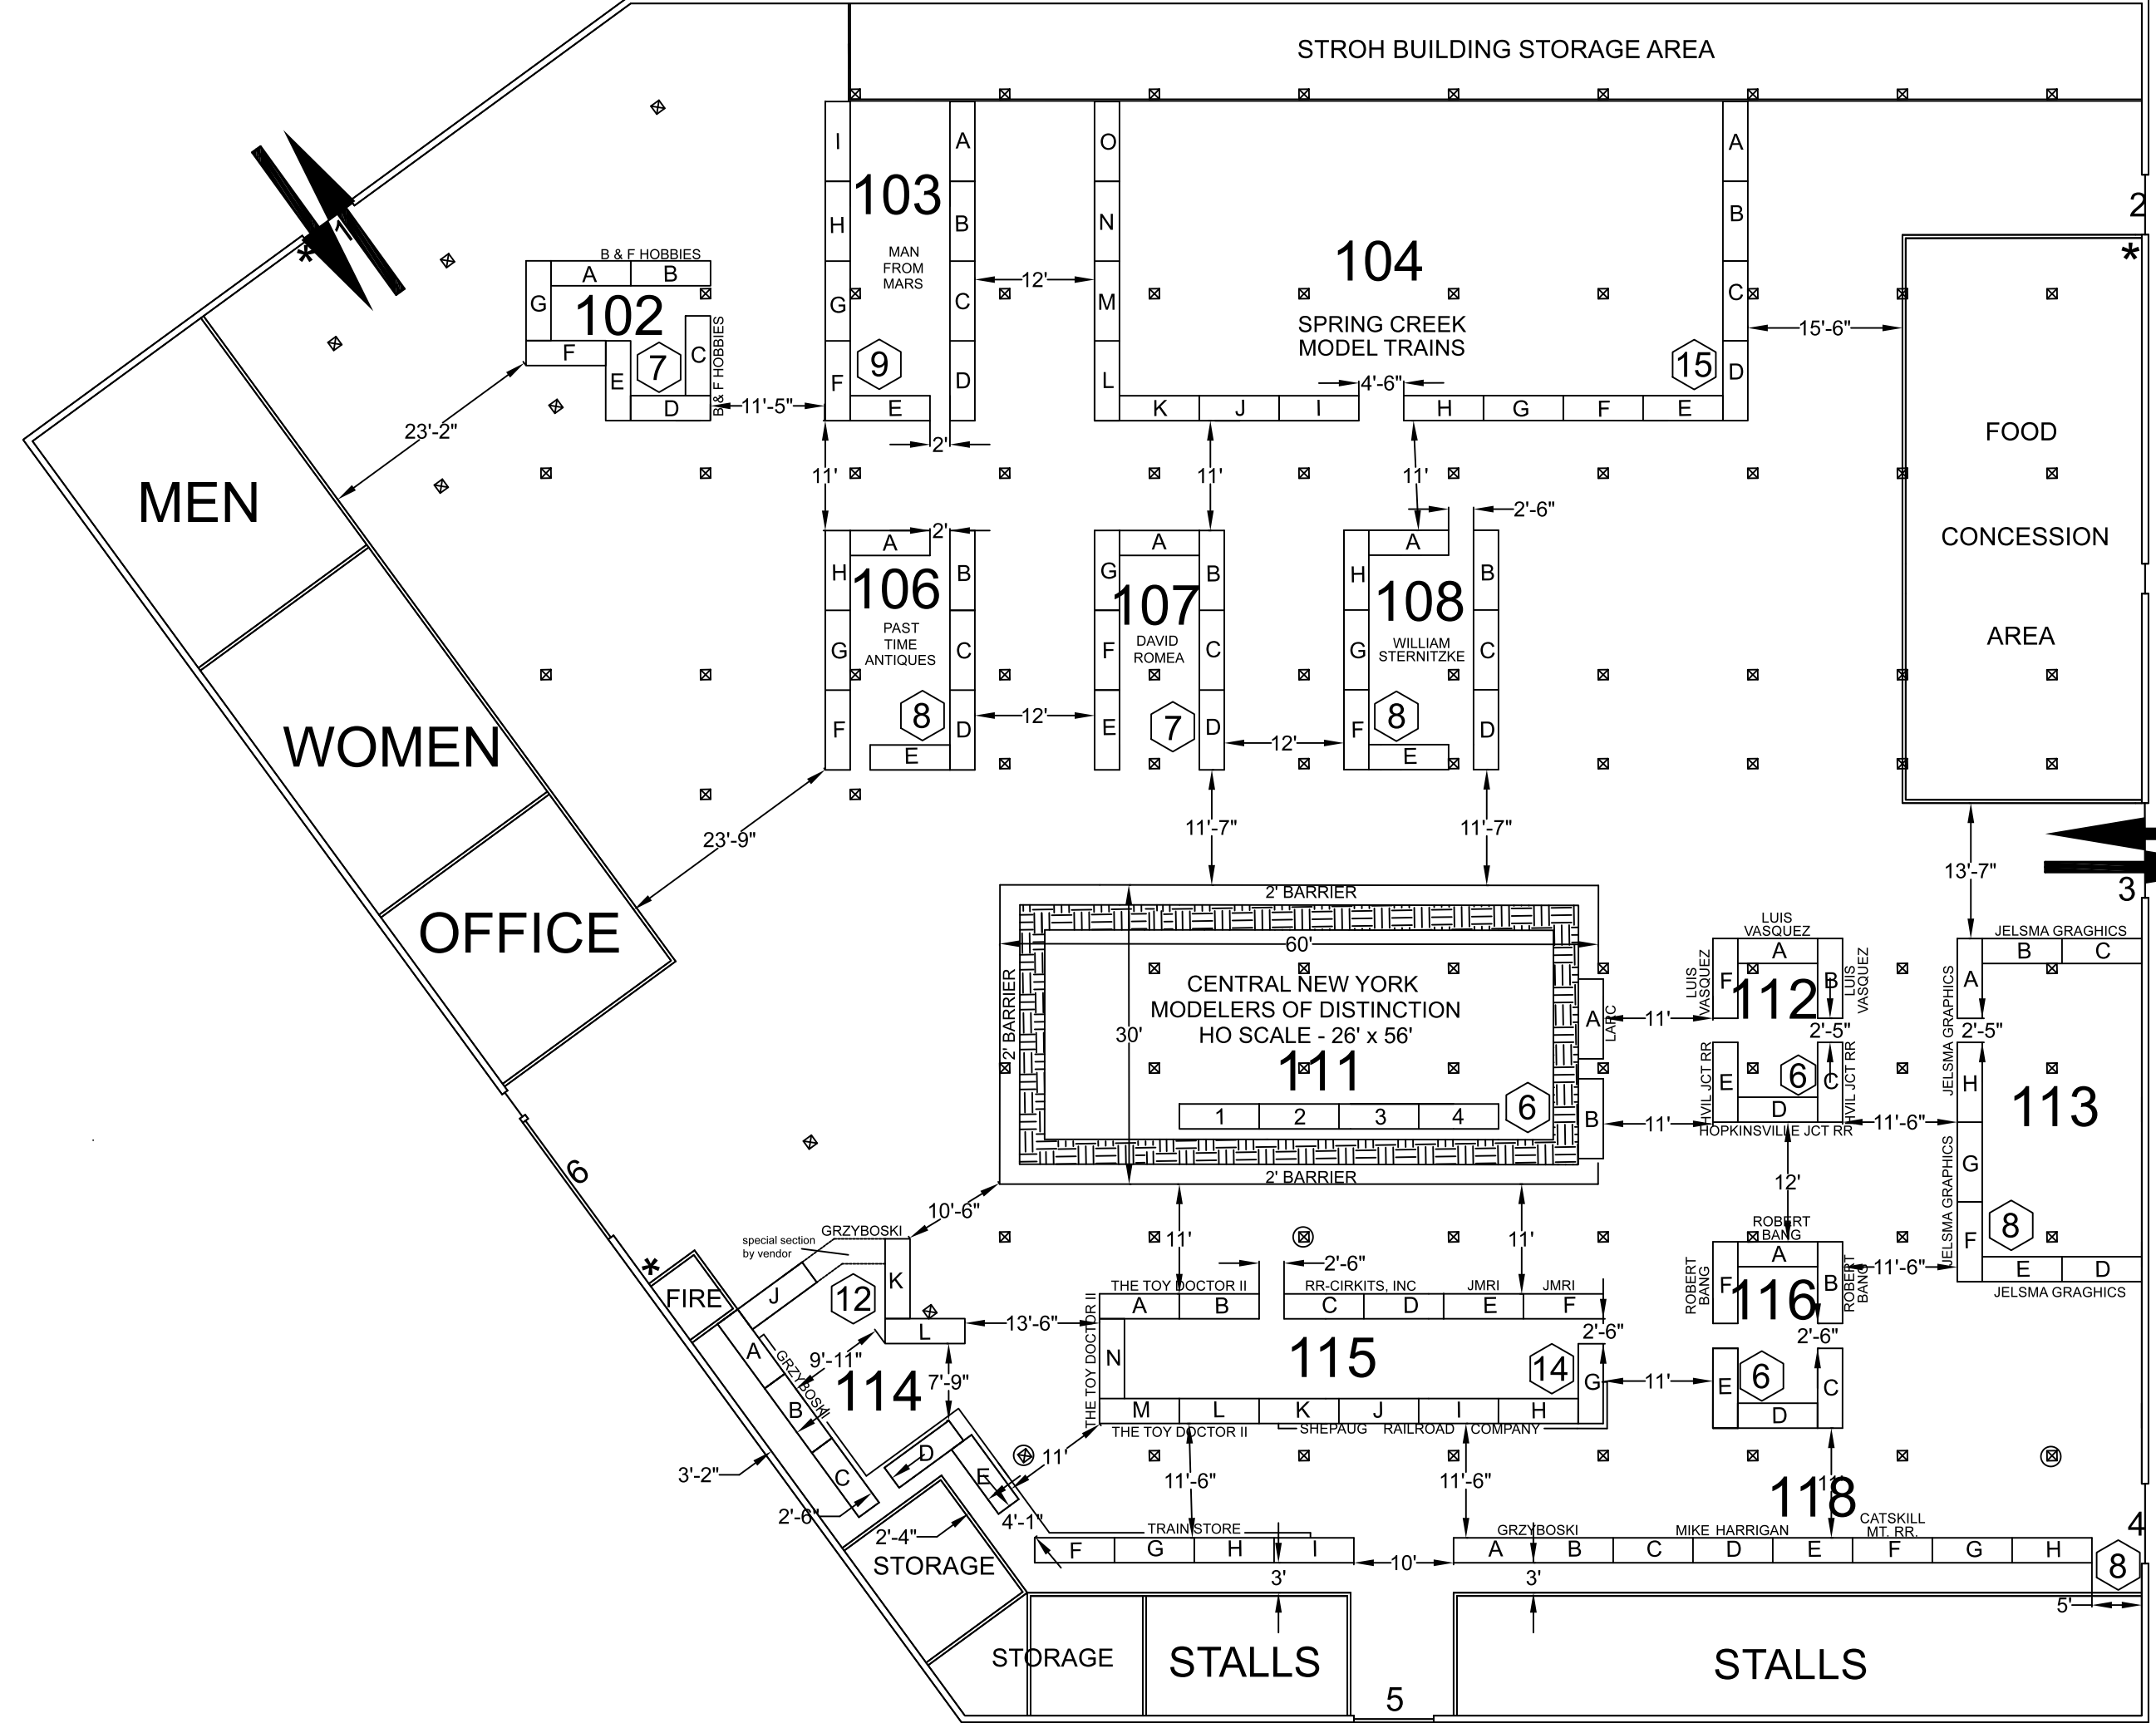 STROH BUILDING STORAGE AREA
1
*
2
*
B & F HOBBIES
A B
G
102
F
7
C
B & F HOBBIES
E
D
23'-2"
11'-5"
I
H
G
F
103
MAN
FROM
MARS
9
E
A
B
C
D
2'
12'
O
N
M
L
K J I
104
SPRING CREEK
MODEL TRAINS
4'-6"
H G F E
15
A
B
C
D
15'-6"
FOOD
CONCESSION
AREA
MEN
WOMEN
OFFICE
11'
11'
11'
2'
A
H
G
F
106
PAST
TIME
ANTIQUES
8
E
B
C
D
12'
A
G
F
E
107
DAVID
ROMEA
7
B
C
D
12'
2'-6"
A
H
G
F
108
WILLIAM
STERNITZKE
8
E
B
C
D
23'-9"
11'-7"
11'-7"
13'-7"
3
2' BARRIER
60'
2' BARRIER
30'
CENTRAL NEW YORK
MODELERS OF DISTINCTION
HO SCALE - 26' x 56'
111
1 2 3 4
6
2' BARRIER
A
LARC
B
11'
11'
LUIS
VASQUEZ
LUIS
VASQUEZ
LUIS
VASQUEZ
A
F
B
112
2'-5"
HVIL JCT RR
E
6
C
HVIL JCT RR
D
HOPKINSVILLE JCT RR
11'-6"
12'
JELSMA GRAGHICS
B C
A
JELSMA GRAPHICS
2'-5"
H
113
G
JELSMA GRAPHICS
F
8
E D
JELSMA GRAGHICS
6
*
FIRE
10'-6"
special section
by vendor
GRZYBOSKI
K
J
12
L
13'-6"
A
GRZYBOSKI
9'-11"
114
7'-9"
B
C
D
E
3'-2"
2'-6"
2'-4"
4'-1"
11'
11'
11'
2'-6"
THE TOY DOCTOR II
RR-CIRKITS, INC
JMRI
JMRI
A B
C D E F
THE TOY DOCTOR II
N
115
14
2'-6"
G
M L K J I H
THE TOY DOCTOR II
SHEPAUG RAILROAD COMPANY
11'
ROBERT
BANG
ROBERT
BANG
ROBERT
BANG
A
F
B
116
11'-6"
2'-6"
E
6
C
D
11'-6"
11'-6"
11'
118
TRAIN STORE
F G H I
10'
GRZYBOSKI
MIKE HARRIGAN
CATSKILL
MT. RR.
A B C D E F G H
4
8
3'
3'
5'
STORAGE
STORAGE
STALLS
STALLS
5